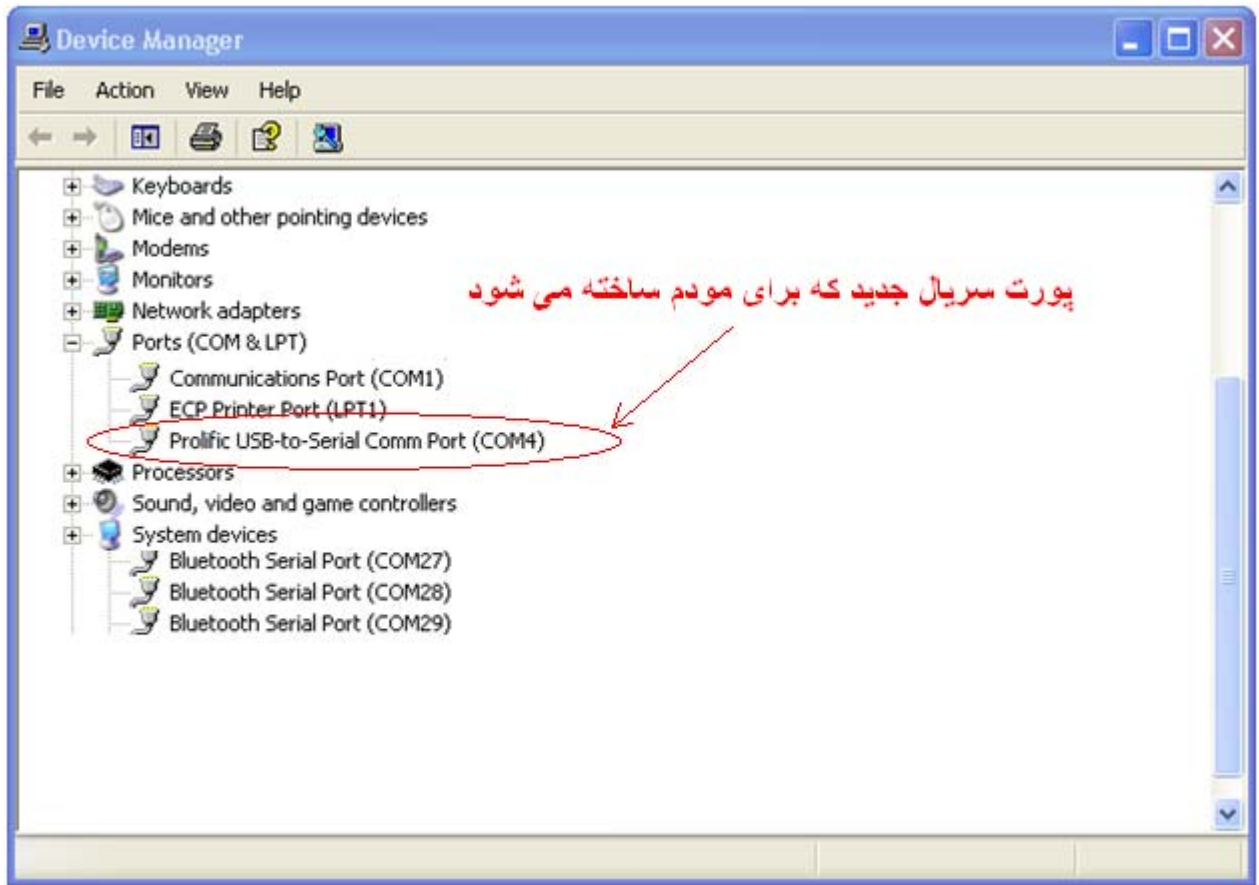 Device Manager
File Action View Help
Keyboards
Mice and other pointing devices
Modems
Monitors
پورت سریال جدید که برای مودم ساخته می شود
Network adapters
Ports (COM & LPT)
Communications Port (COM1)
ECP Printer Port (LPT1)
Prolific USB-to-Serial Comm Port (COM4)
Processors
Sound, video and game controllers
System devices
Bluetooth Serial Port (COM27)
Bluetooth Serial Port (COM28)
Bluetooth Serial Port (COM29)